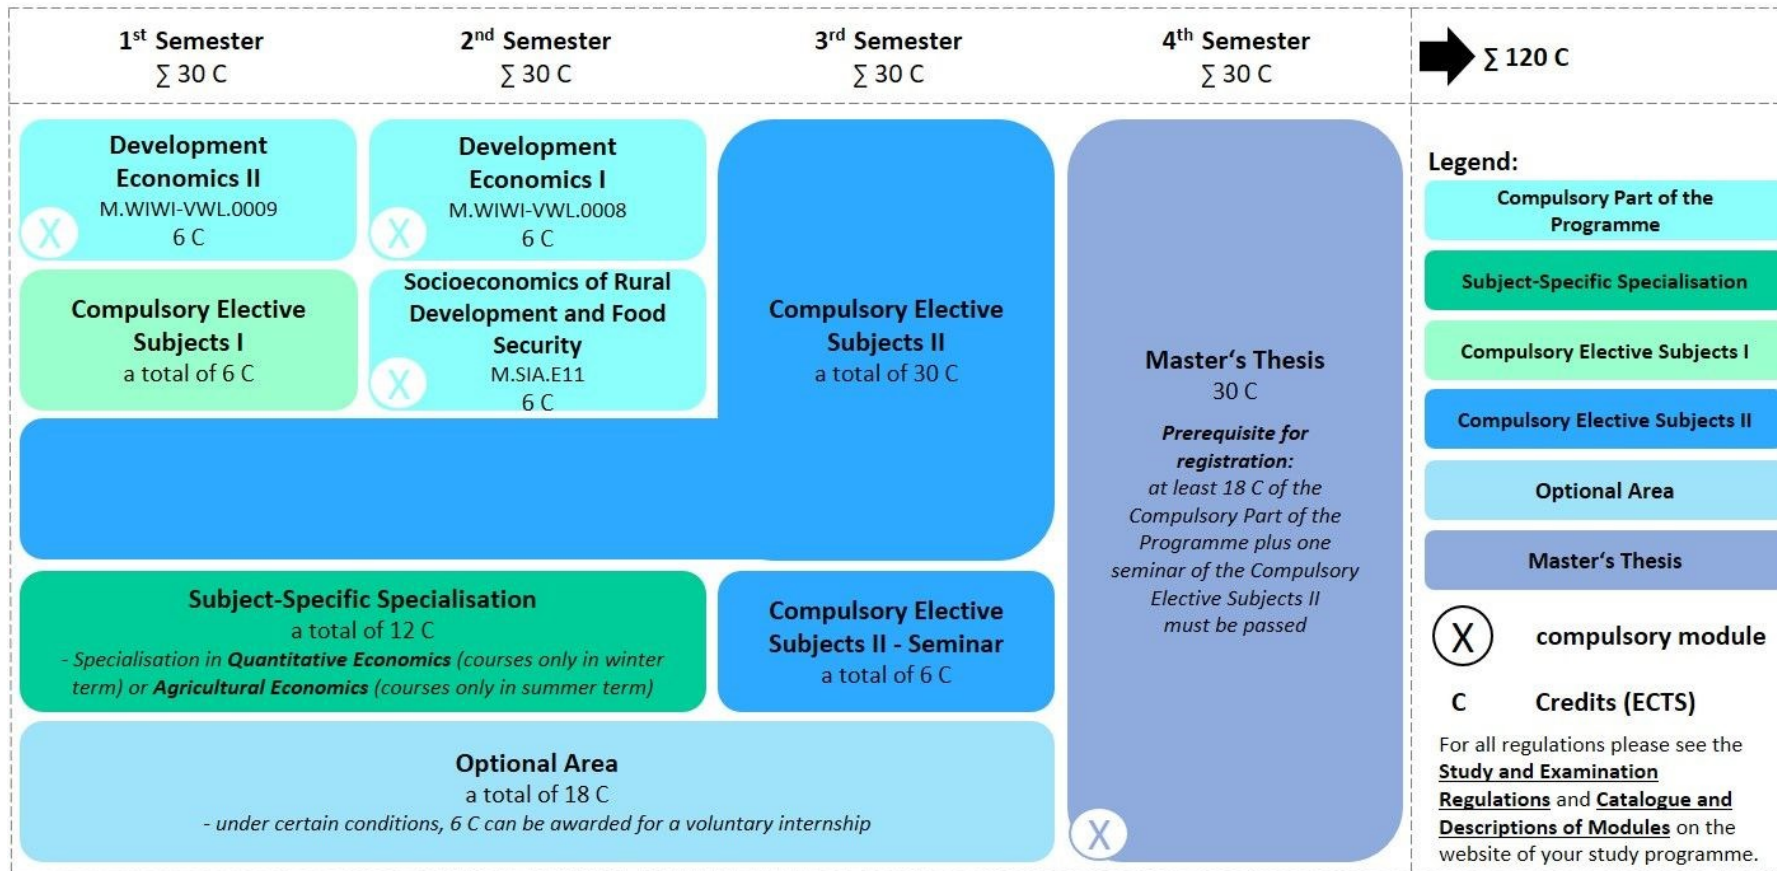 1st Semester
∑ 30 C
2nd Semester
∑ 30 C
3rd Semester
∑ 30 C
4th Semester
∑ 30 C
∑ 120 C
Development
Economics II
M.WIWI-VWL.0009
6 C
X
Development
Economics I
M.WIWI-VWL.0008
6 C
X
Compulsory Elective
Subjects I
a total of 6 C
Socioeconomics of Rural
Development and Food
Security
M.SIA.E11
6 C
X
Compulsory Elective
Subjects II
a total of 30 C
Subject-Specific Specialisation
a total of 12 C
- Specialisation in Quantitative Economics (courses only in winter
term) or Agricultural Economics (courses only in summer term)
Compulsory Elective
Subjects II - Seminar
a total of 6 C
Optional Area
a total of 18 C
- under certain conditions, 6 C can be awarded for a voluntary internship
Master‘s Thesis
30 C
Prerequisite for
registration:
at least 18 C of the
Compulsory Part of the
Programme plus one
seminar of the Compulsory
Elective Subjects II
must be passed
X
Legend:
Compulsory Part of the
Programme
Subject-Specific Specialisation
Compulsory Elective Subjects I
Compulsory Elective Subjects II
Optional Area
Master‘s Thesis
X compulsory module
C Credits (ECTS)
For all regulations please see the
Study and Examination
Regulations and Catalogue and
Descriptions of Modules on the
website of your study programme.